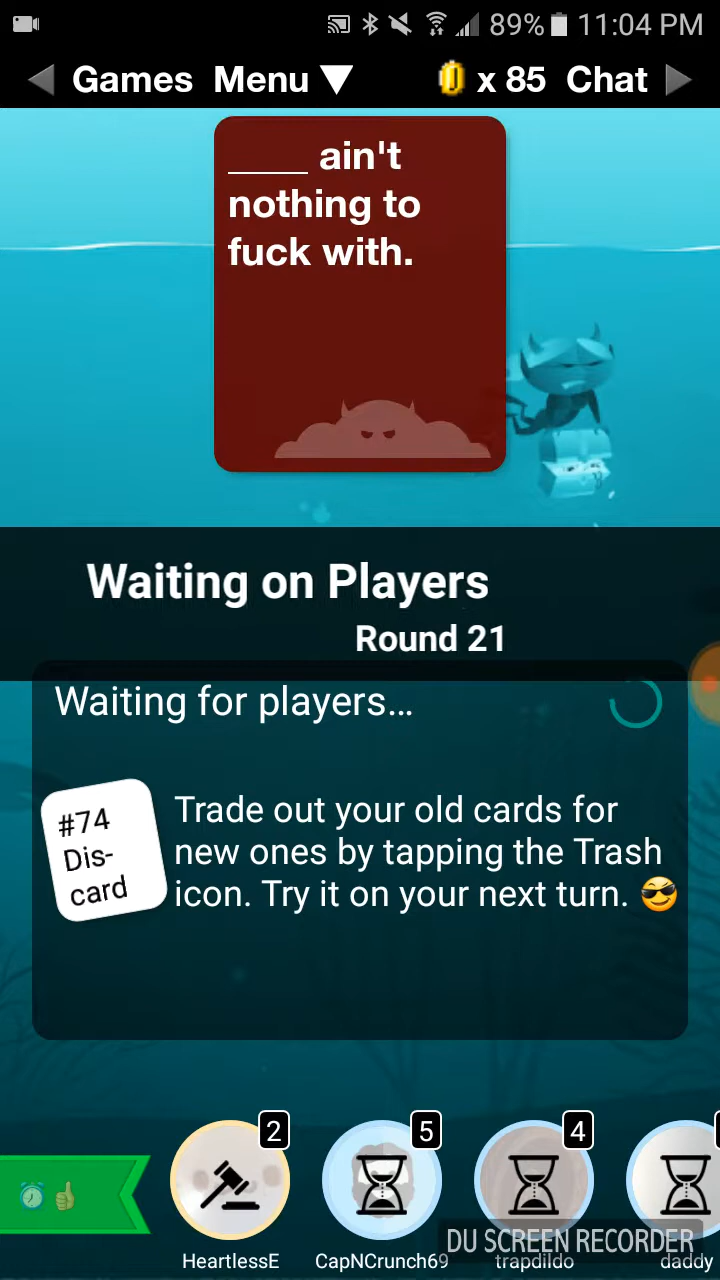 89% 11:04 PM
Games Menu x 85 Chat
____ ain't
nothing to
fuck with.
Waiting on Players
Round 21
Waiting for players...
#74
Dis-
card
Trade out your old cards for
new ones by tapping the Trash
icon. Try it on your next turn. 😎
2 5 4
DU SCREEN RECORDER
HeartlessE CapNCrunch69 trapdildo daddy